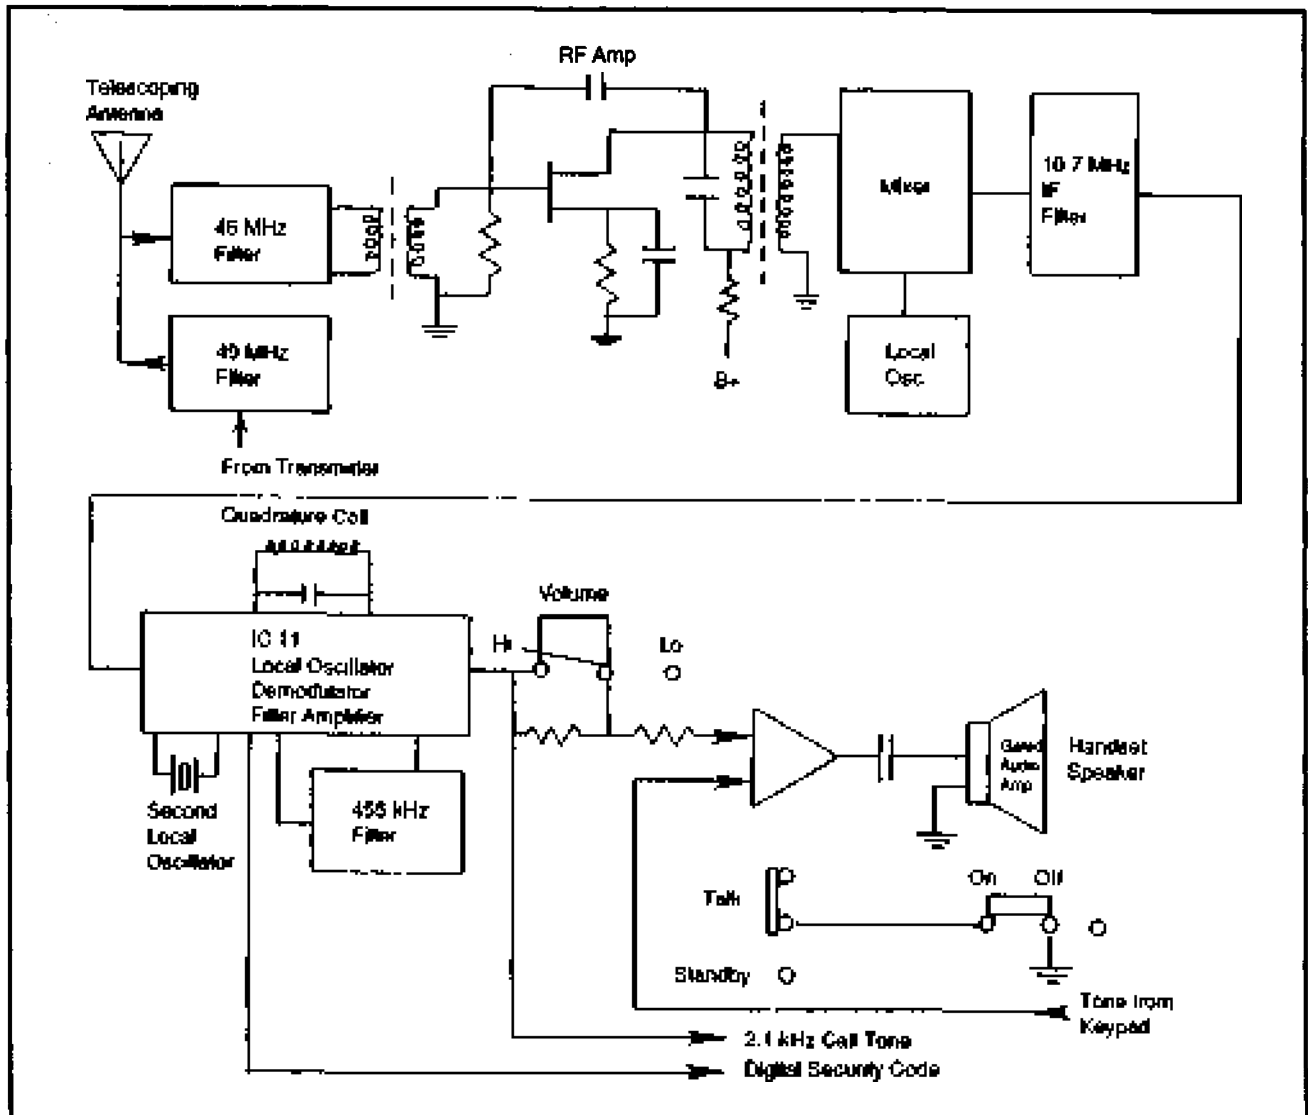 RF Amp
Telescoping
Antenna
46 MHz
Filter
49 MHz
Filter
From Transmitter
B+
Mixer
Local
Osc.
10.7 MHz
IF
Filter
Quadrature Coil
Volume
Hi
Lo
IC 11
Local Oscillator
Demodulator
Filter Amplifier
Second
Local
Oscillator
455 kHz
Filter
Audio
Amp
Handset
Speaker
Talk
On
Off
Standby
Tone from
Keypad
2.1 kHz Call Tone
Digital Security Code